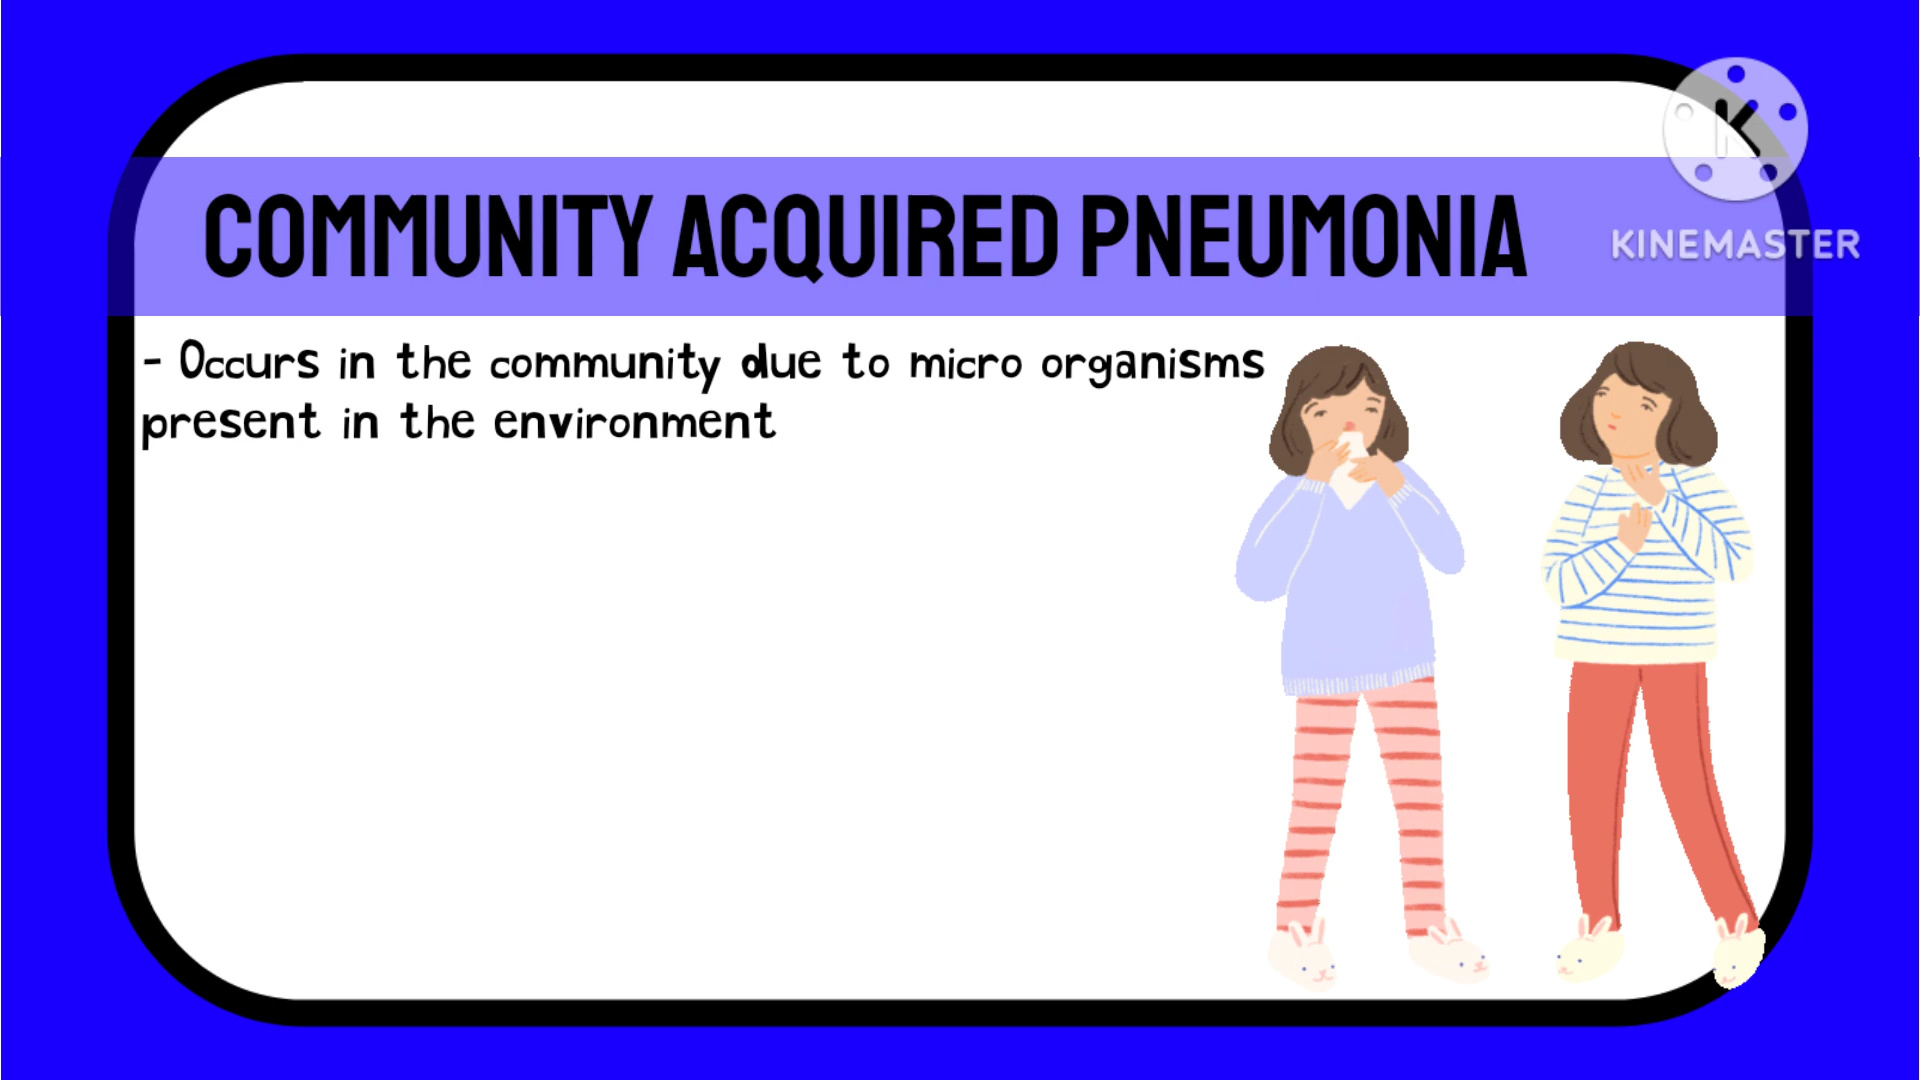 COMMUNITY ACQUIRED PNEUMONIA
KINEMASTER
- Occurs in the community due to micro organisms
present in the environment